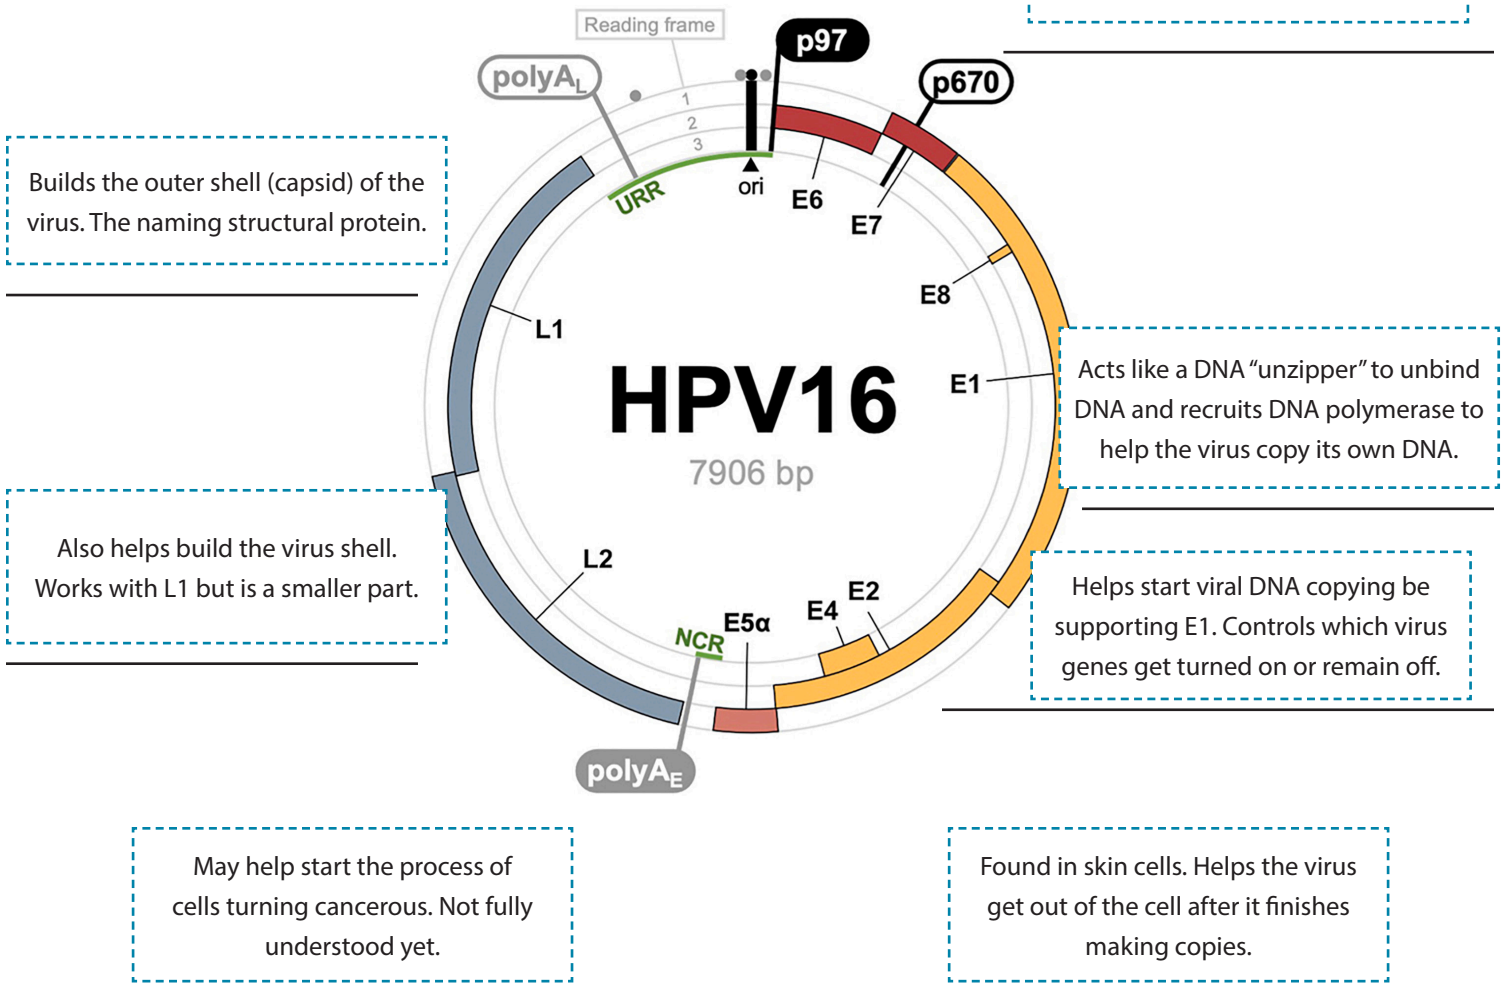 Reading frame
p97
polyAL
p670
1
2
3
ori
URR
E6
E7
Builds the outer shell (capsid) of the
virus. The naming structural protein.
E8
L1
E1
HPV16
7906 bp
Acts like a DNA “unzipper” to unbind
DNA and recruits DNA polymerase to
help the virus copy its own DNA.
Also helps build the virus shell.
Works with L1 but is a smaller part.
L2
E2
E4
E5α
NCR
Helps start viral DNA copying be
supporting E1. Controls which virus
genes get turned on or remain off.
polyAE
May help start the process of
cells turning cancerous. Not fully
understood yet.
Found in skin cells. Helps the virus
get out of the cell after it finishes
making copies.